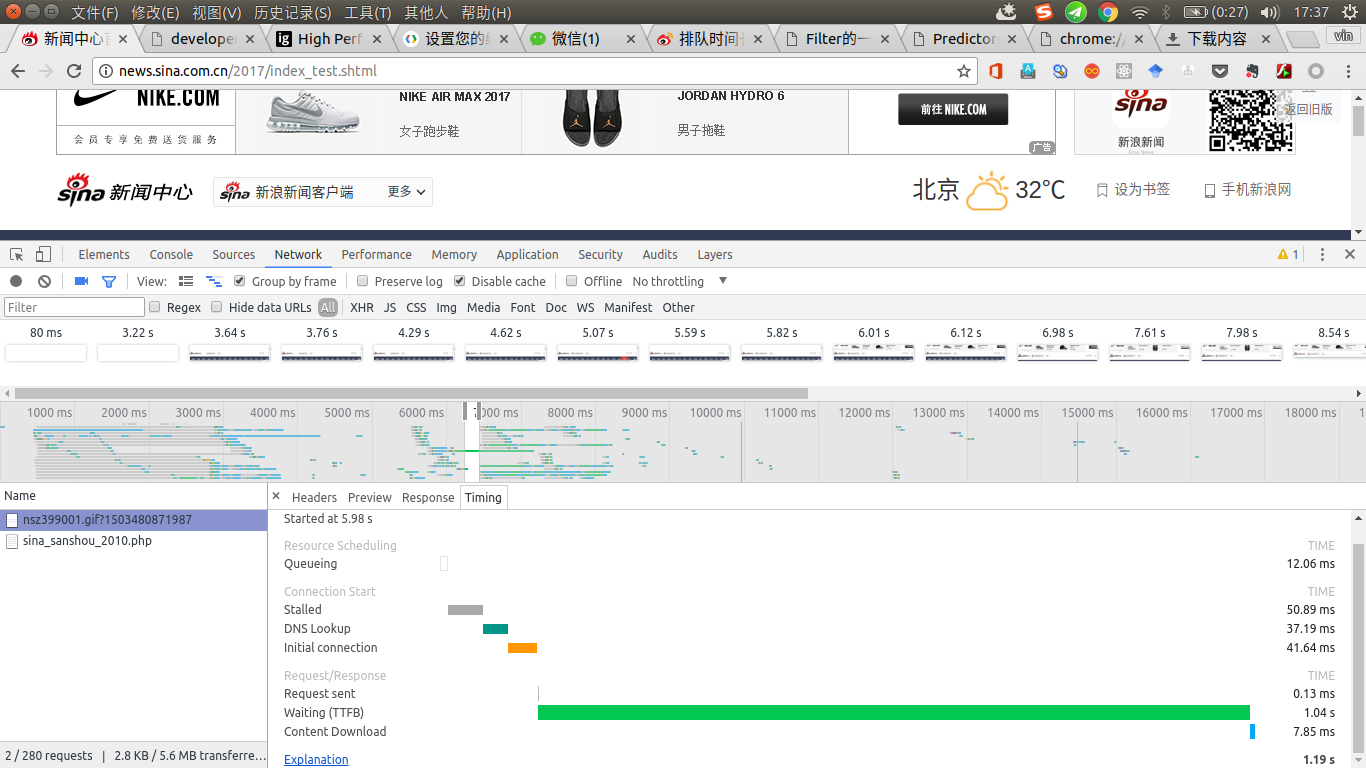 文件(F) 修改(E) 视图(V) 历史记录(S) 工具(T) 其他人 帮助(H) (0:27) 17:37
新闻中心首 develope High Perf 设置您的纟 微信(1) 排队时间 Filter的一 Predictor chrome:// 下载内容 vin
news.sina.com.cn/2017/index_test.shtml
NIKE.COM NIKE AIR MAX 2017 JORDAN HYDRO 6 前往 NIKE.COM sina 返回旧版
会员专享免费送货服务 女子跑步鞋 男子拖鞋 广告 新浪新闻
sina 新闻中心 sina 新浪新闻客户端 更多 北京 32℃ 设为书签 手机新浪网
Elements Console Sources Network Performance Memory Application Security Audits Layers 1
View: Group by frame Preserve log Disable cache Offline No throttling
Filter Regex Hide data URLs All XHR JS CSS Img Media Font Doc WS Manifest Other
80 ms 3.22 s 3.64 s 3.76 s 4.29 s 4.62 s 5.07 s 5.59 s 5.82 s 6.01 s 6.12 s 6.98 s 7.61 s 7.98 s 8.54 s
1000 ms 2000 ms 3000 ms 4000 ms 5000 ms 6000 ms 7000 ms 8000 ms 9000 ms 10000 ms 11000 ms 12000 ms 13000 ms 14000 ms 15000 ms 16000 ms 17000 ms 18000 ms 1
Name Headers Preview Response Timing
nsz399001.gif?1503480871987 Started at 5.98 s
sina_sanshou_2010.php
Resource Scheduling TIME
Queueing 12.06 ms
Connection Start TIME
Stalled 50.89 ms
DNS Lookup 37.19 ms
Initial connection 41.64 ms
Request/Response TIME
Request sent 0.13 ms
Waiting (TTFB) 1.04 s
Content Download 7.85 ms
2 / 280 requests | 2.8 KB / 5.6 MB transferre... Explanation 1.19 s